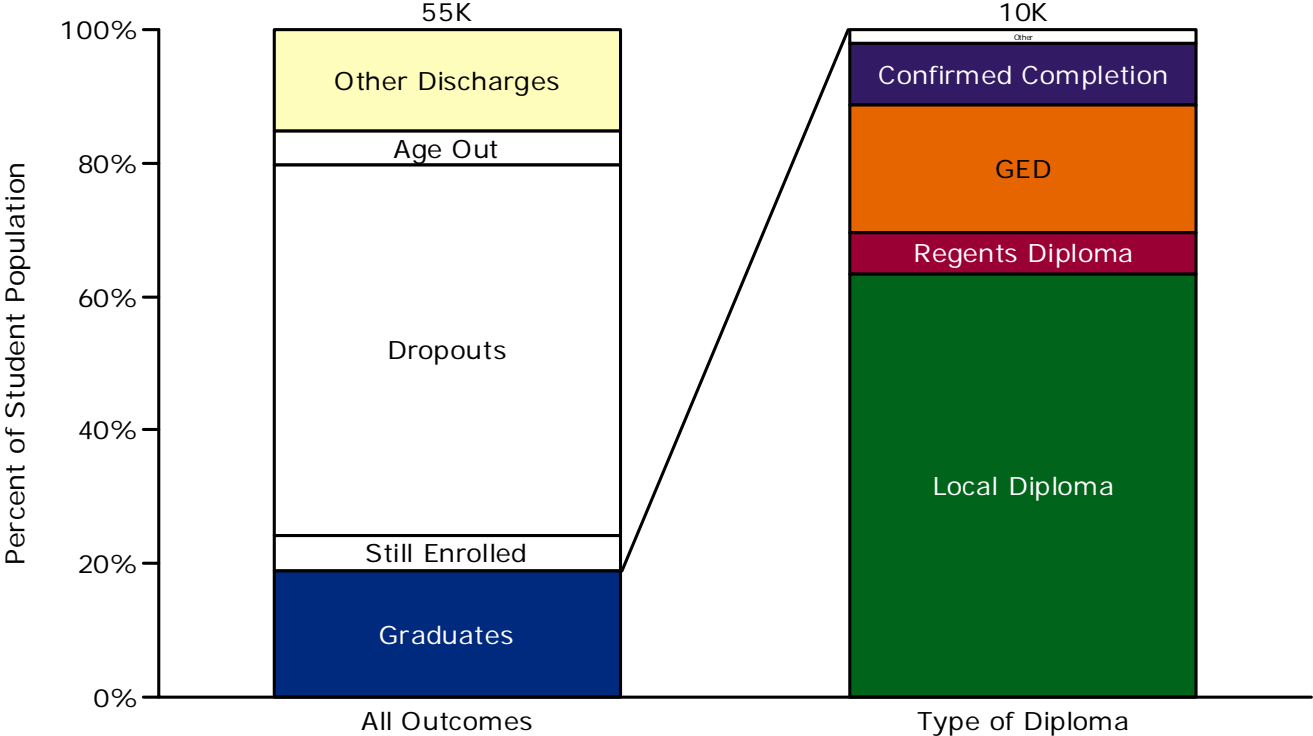 55K
10K
100%
80%
60%
40%
20%
0%
Percent of Student Population
Other Discharges
Age Out
Dropouts
Still Enrolled
Graduates
Other
Confirmed Completion
GED
Regents Diploma
Local Diploma
All Outcomes
Type of Diploma